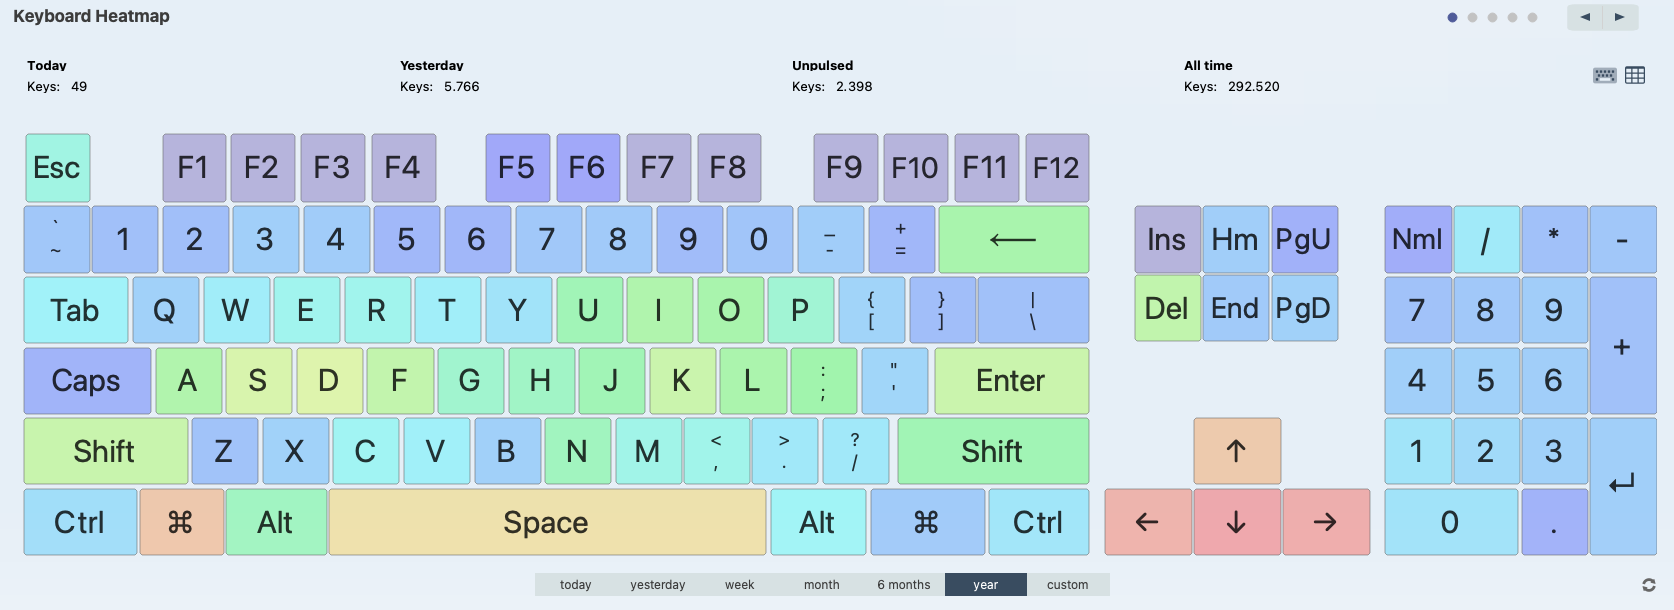 Keyboard Heatmap
Today Yesterday Unpulsed All time
Keys: 49 Keys: 5.766 Keys: 2.398 Keys: 292.520
Esc F1 F2 F3 F4 F5 F6 F7 F8 F9 F10 F11 F12
` ~ 1 2 3 4 5 6 7 8 9 0 _ - + = ← Ins Hm PgU Nml / * -
Tab Q W E R T Y U I O P { [ } ] | \ Del End PgD 7 8 9 +
Caps A S D F G H J K L : ; " ' Enter 4 5 6
Shift Z X C V B N M < , > . ? / Shift ↑ 1 2 3 ↵
Ctrl ⌘ Alt Space Alt ⌘ Ctrl ← ↓ → 0 .
today yesterday week month 6 months year custom